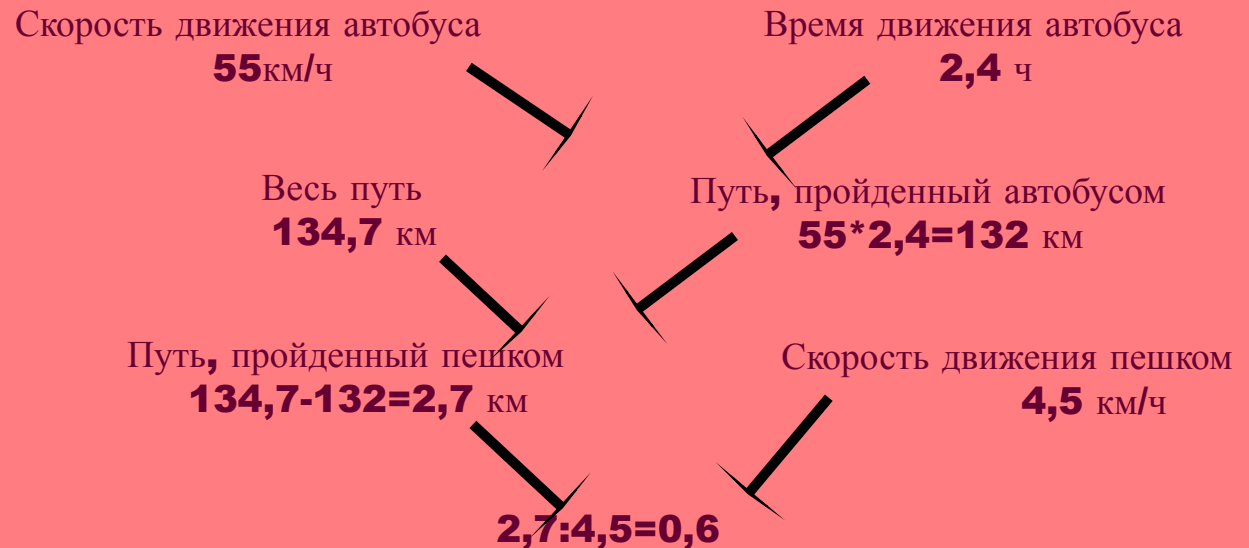 Скорость движения автобуса
55км/ч
Время движения автобуса
2,4 ч
Весь путь
134,7 км
Путь, пройденный автобусом
55*2,4=132 км
Путь, пройденный пешком
134,7-132=2,7 км
Скорость движения пешком
4,5 км/ч
2,7:4,5=0,6